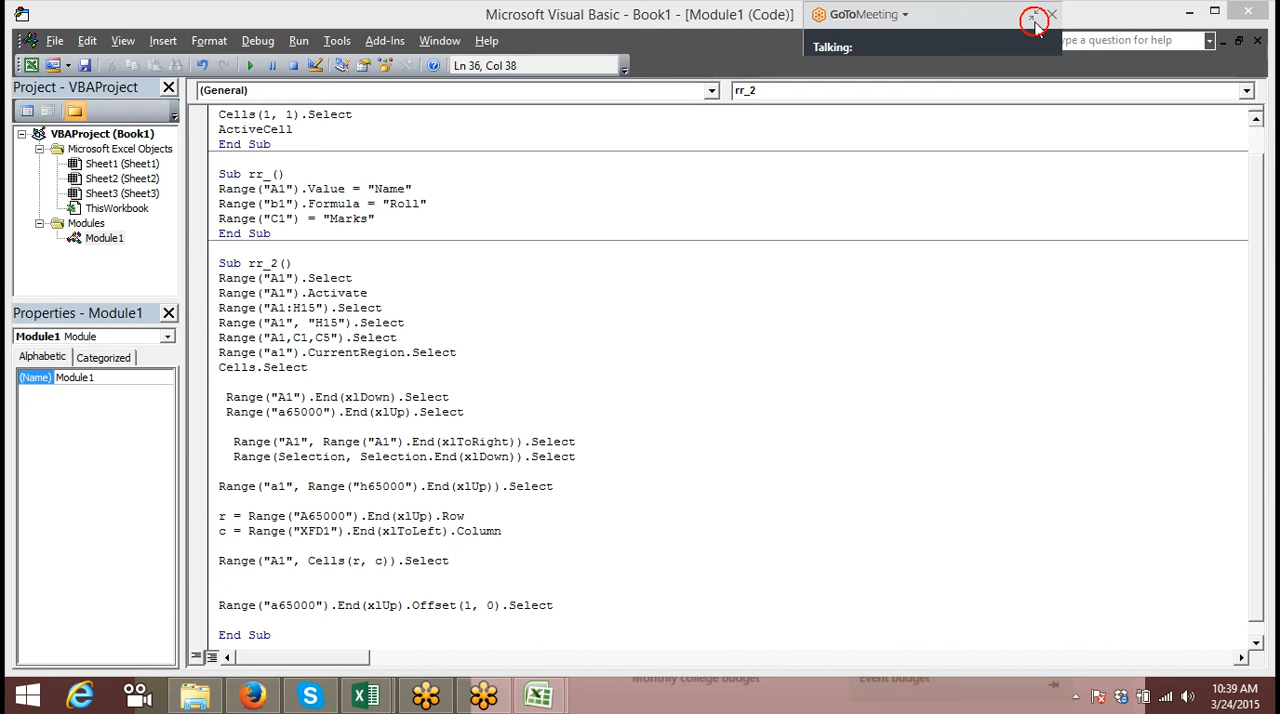 Microsoft Visual Basic - Book1 - [Module1 (Code)]
GoToMeeting
Talking:
File Edit View Insert Format Debug Run Tools Add-Ins Window Help
ype a question for help
Ln 36, Col 38
Project - VBAProject
(General)
rr_2
VBAProject (Book1)
Microsoft Excel Objects
Sheet1 (Sheet1)
Sheet2 (Sheet2)
Sheet3 (Sheet3)
ThisWorkbook
Modules
Module1
Properties - Module1
Module1 Module
Alphabetic Categorized
(Name) Module1
Cells(1, 1).Select
ActiveCell
End Sub
Sub rr_()
Range("A1").Value = "Name"
Range("b1").Formula = "Roll"
Range("C1") = "Marks"
End Sub
Sub rr_2()
Range("A1").Select
Range("A1").Activate
Range("A1:H15").Select
Range("A1", "H15").Select
Range("A1,C1,C5").Select
Range("a1").CurrentRegion.Select
Cells.Select
Range("A1").End(xlDown).Select
Range("a65000").End(xlUp).Select
Range("A1", Range("A1").End(xlToRight)).Select
Range(Selection, Selection.End(xlDown)).Select
Range("a1", Range("h65000").End(xlUp)).Select
r = Range("A65000").End(xlUp).Row
c = Range("XFD1").End(xlToLeft).Column
Range("A1", Cells(r, c)).Select
Range("a65000").End(xlUp).Offset(1, 0).Select
End Sub
Monthly college budget
Event budget
10:39 AM
3/24/2015